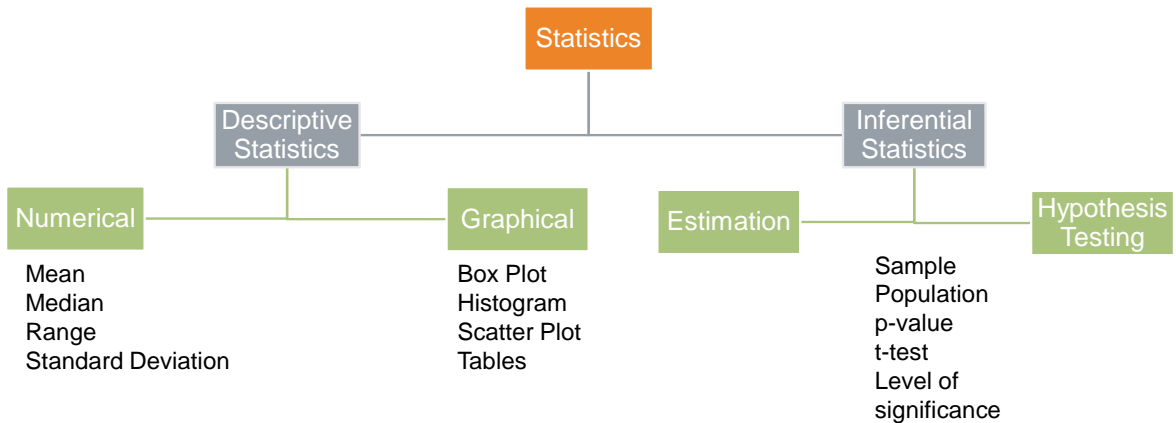 Statistics
Descriptive
Statistics
Inferential
Statistics
Numerical
Graphical
Estimation
Hypothesis
Testing
Mean
Median
Range
Standard Deviation
Box Plot
Histogram
Scatter Plot
Tables
Sample
Population
p-value
t-test
Level of
significance